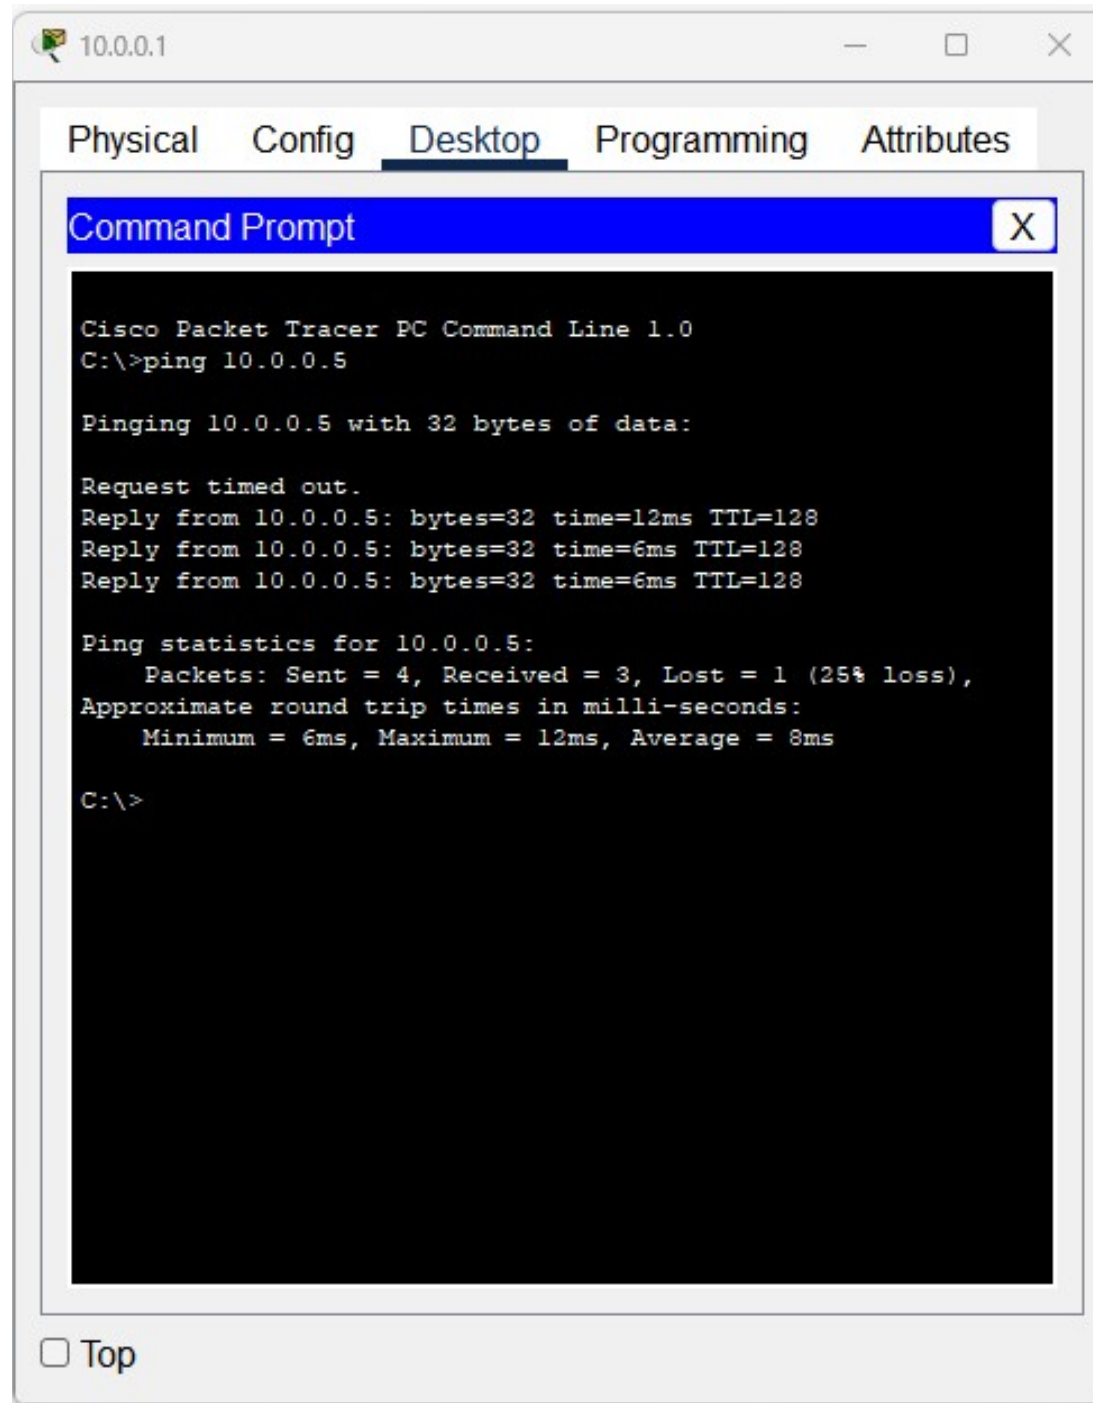 10.0.0.1
Physical Config Desktop Programming Attributes
Command Prompt X
Cisco Packet Tracer PC Command Line 1.0
C:\>ping 10.0.0.5
Pinging 10.0.0.5 with 32 bytes of data:
Request timed out.
Reply from 10.0.0.5: bytes=32 time=12ms TTL=128
Reply from 10.0.0.5: bytes=32 time=6ms TTL=128
Reply from 10.0.0.5: bytes=32 time=6ms TTL=128
Ping statistics for 10.0.0.5:
Packets: Sent = 4, Received = 3, Lost = 1 (25% loss),
Approximate round trip times in milli-seconds:
Minimum = 6ms, Maximum = 12ms, Average = 8ms
C:\>
Top